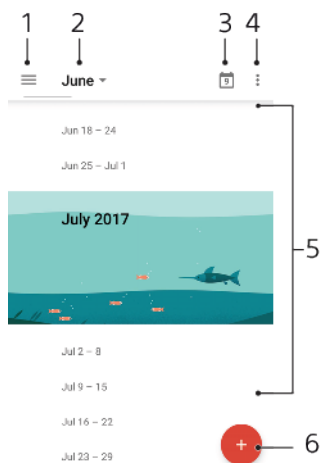 1 2 3 4
June 9
Jun 18 – 24
Jun 25 – Jul 1
July 2017
5
Jul 2 – 8
Jul 9 – 15
Jul 16 – 22
+ 6
Jul 23 – 29